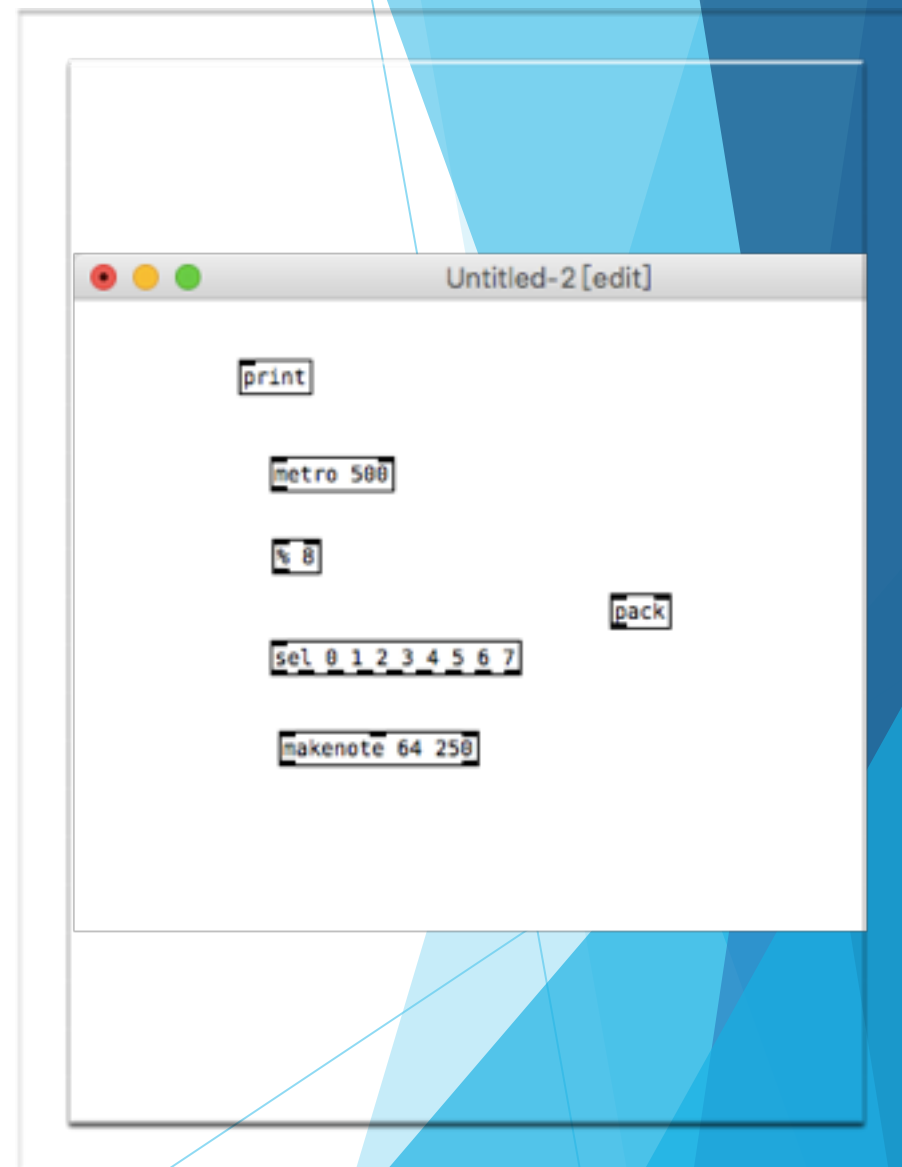 Untitled-2 [edit]
print
metro 500
% 8
pack
sel 0 1 2 3 4 5 6 7
makenote 64 250